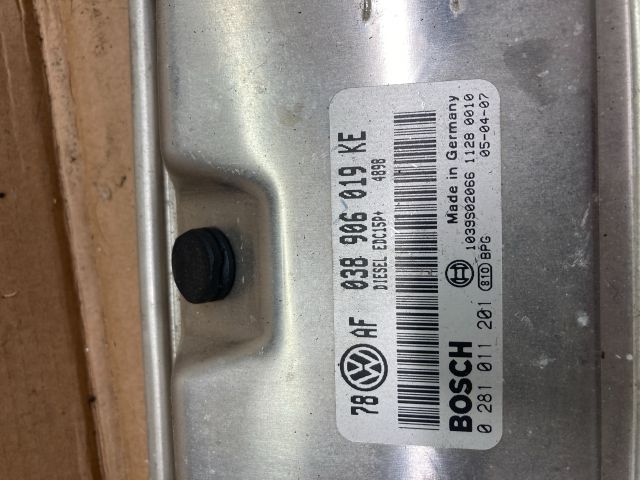 78 AF 038 906 019 KE
DIESEL EDC15P+ 4898
BOSCH Made in Germany
1039S02066 1128 0010
0 281 011 201 810 BPG 05-04-07